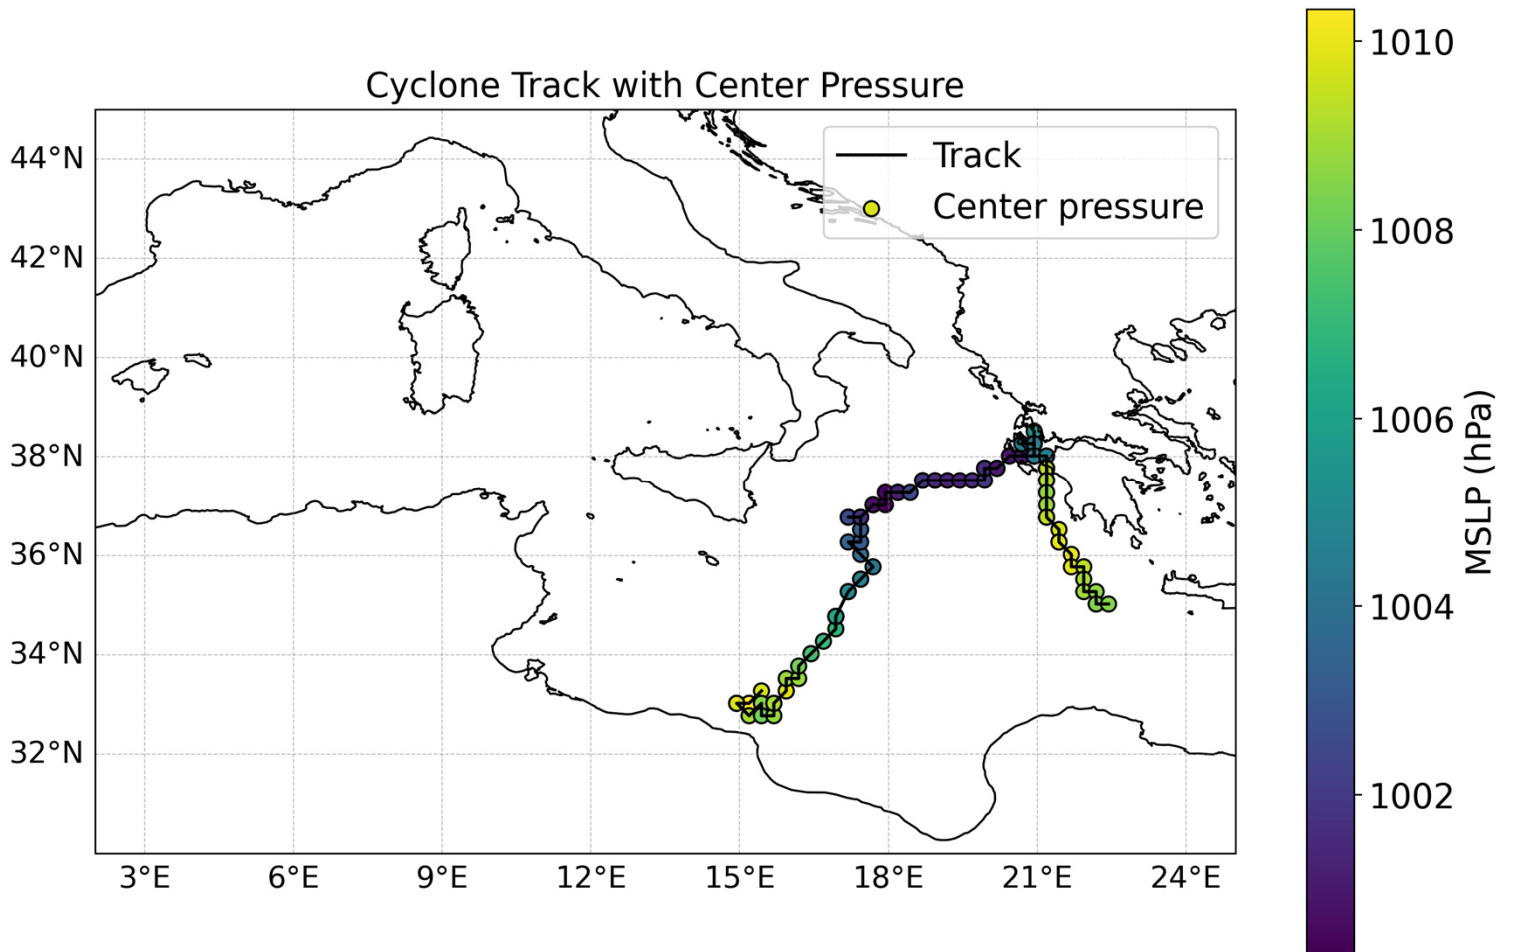 Cyclone Track with Center Pressure
Track
Center pressure
44°N
42°N
40°N
38°N
36°N
34°N
32°N
3°E
6°E
9°E
12°E
15°E
18°E
21°E
24°E
1010
1008
1006
1004
1002
MSLP (hPa)